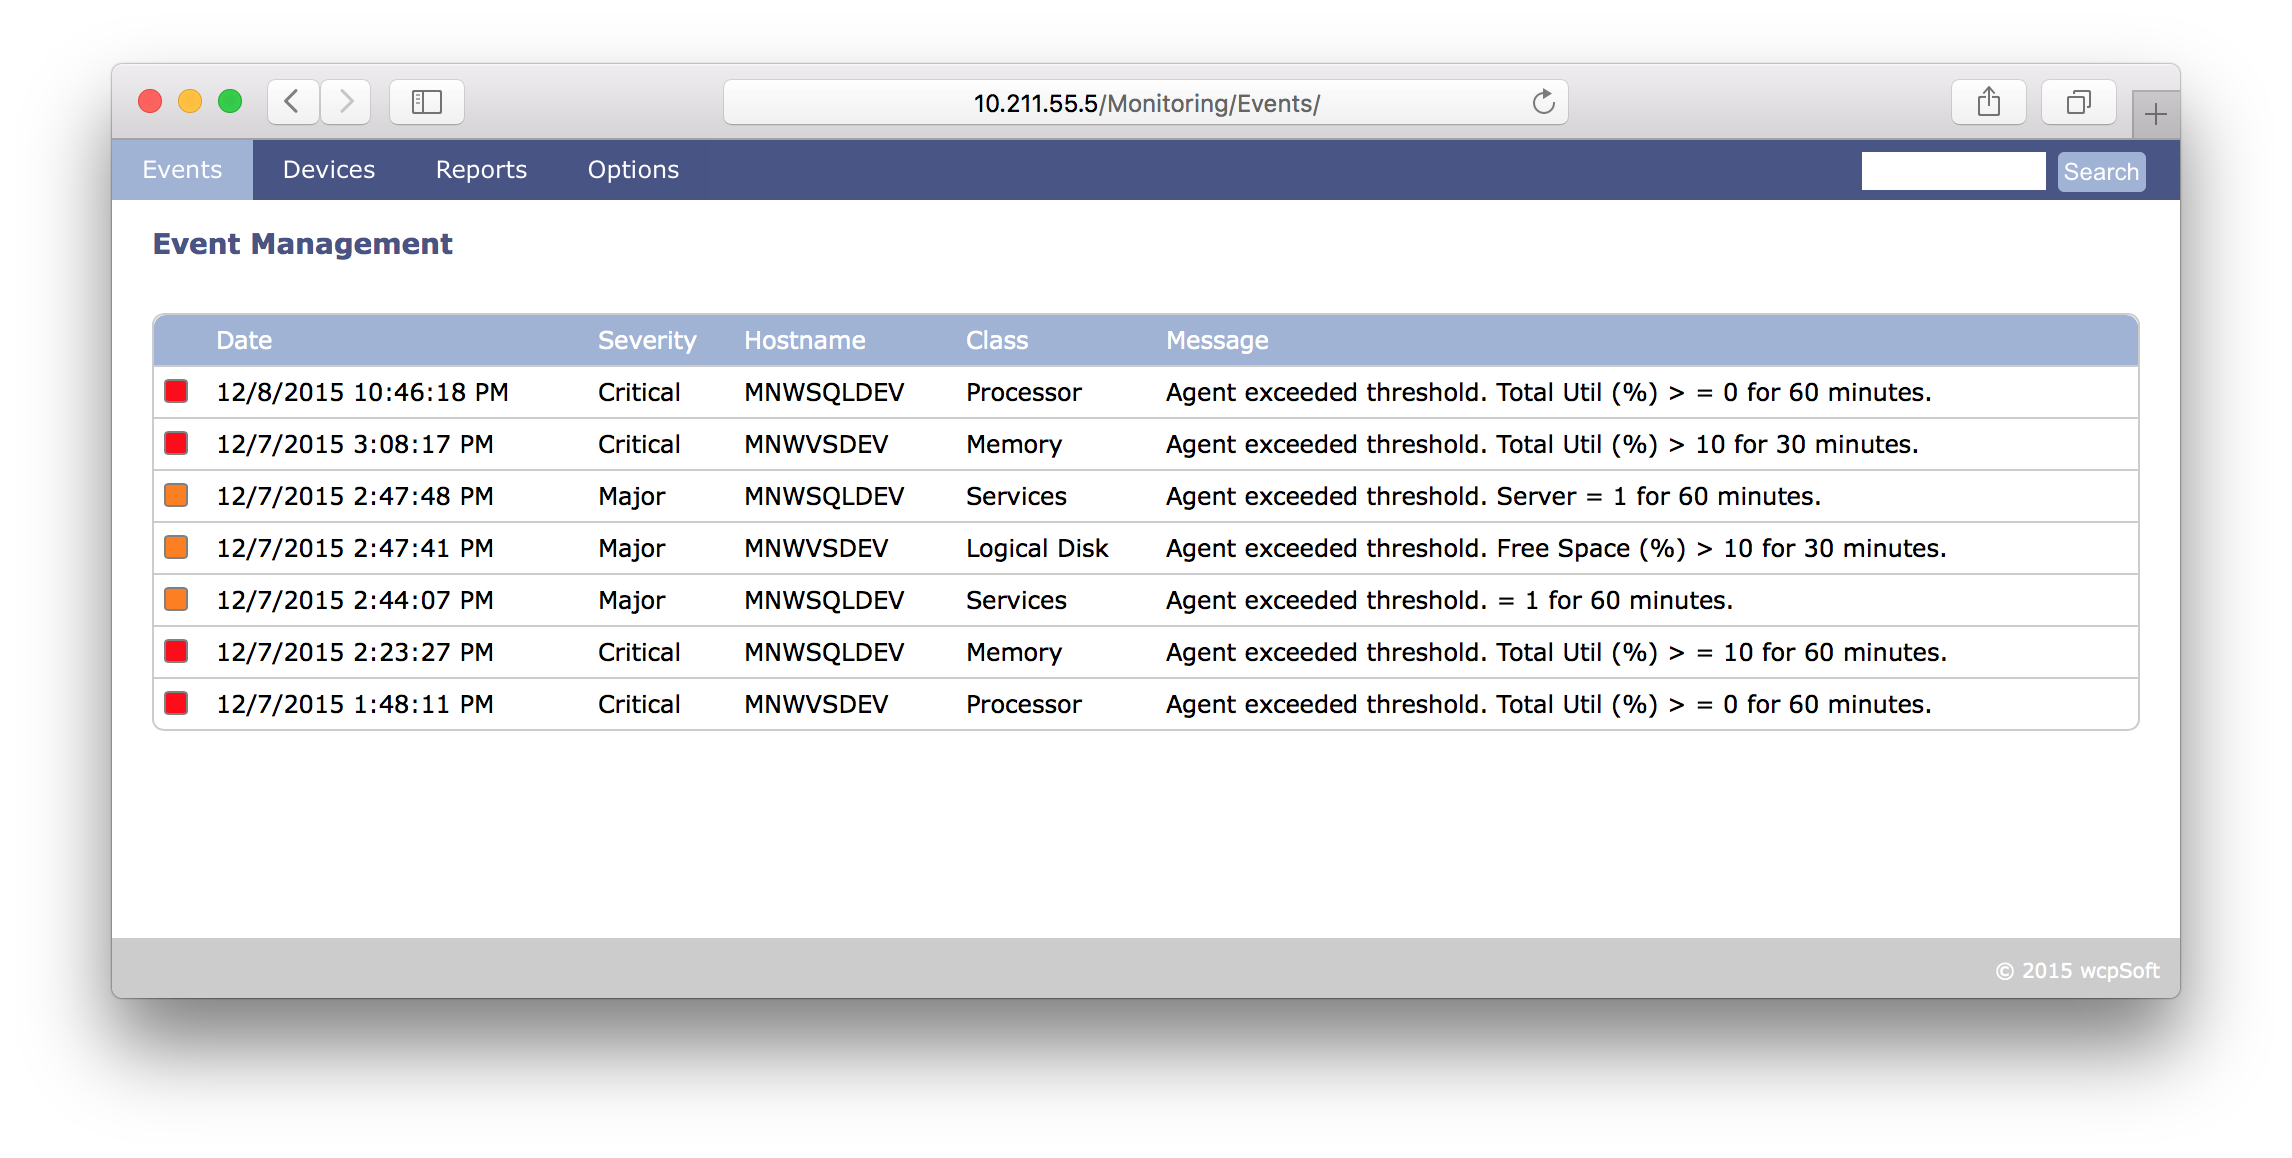 10.211.55.5/Monitoring/Events/
Events Devices Reports Options Search
Event Management
Date Severity Hostname Class Message
12/8/2015 10:46:18 PM Critical MNWSQLDEV Processor Agent exceeded threshold. Total Util (%) > = 0 for 60 minutes.
12/7/2015 3:08:17 PM Critical MNWVSDEV Memory Agent exceeded threshold. Total Util (%) > 10 for 30 minutes.
12/7/2015 2:47:48 PM Major MNWSQLDEV Services Agent exceeded threshold. Server = 1 for 60 minutes.
12/7/2015 2:47:41 PM Major MNWVSDEV Logical Disk Agent exceeded threshold. Free Space (%) > 10 for 30 minutes.
12/7/2015 2:44:07 PM Major MNWSQLDEV Services Agent exceeded threshold. = 1 for 60 minutes.
12/7/2015 2:23:27 PM Critical MNWSQLDEV Memory Agent exceeded threshold. Total Util (%) > = 10 for 60 minutes.
12/7/2015 1:48:11 PM Critical MNWVSDEV Processor Agent exceeded threshold. Total Util (%) > = 0 for 60 minutes.
© 2015 wcpSoft